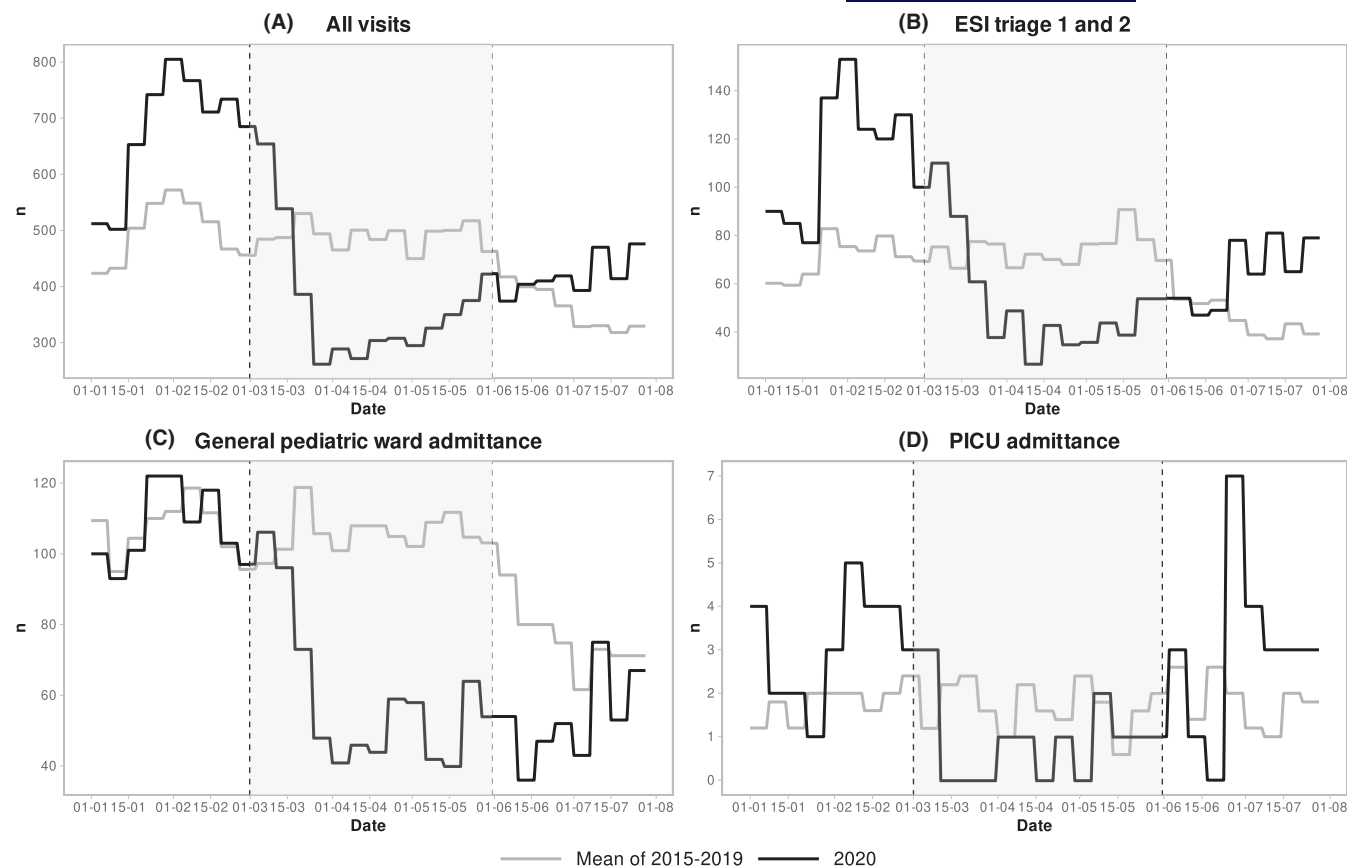 (A) All visits
800
700
600
500
400
300
n
01-01 15-01 01-02 15-02 01-03 15-03 01-04 15-04 01-05 15-05 01-06 15-06 01-07 15-07 01-08
Date
(B) ESI triage 1 and 2
140
120
100
80
60
40
n
01-01 15-01 01-02 15-02 01-03 15-03 01-04 15-04 01-05 15-05 01-06 15-06 01-07 15-07 01-08
Date
(C) General pediatric ward admittance
120
100
80
60
40
n
01-01 15-01 01-02 15-02 01-03 15-03 01-04 15-04 01-05 15-05 01-06 15-06 01-07 15-07 01-08
Date
(D) PICU admittance
7
6
5
4
3
2
1
0
n
01-01 15-01 01-02 15-02 01-03 15-03 01-04 15-04 01-05 15-05 01-06 15-06 01-07 15-07 01-08
Date
Mean of 2015-2019 2020